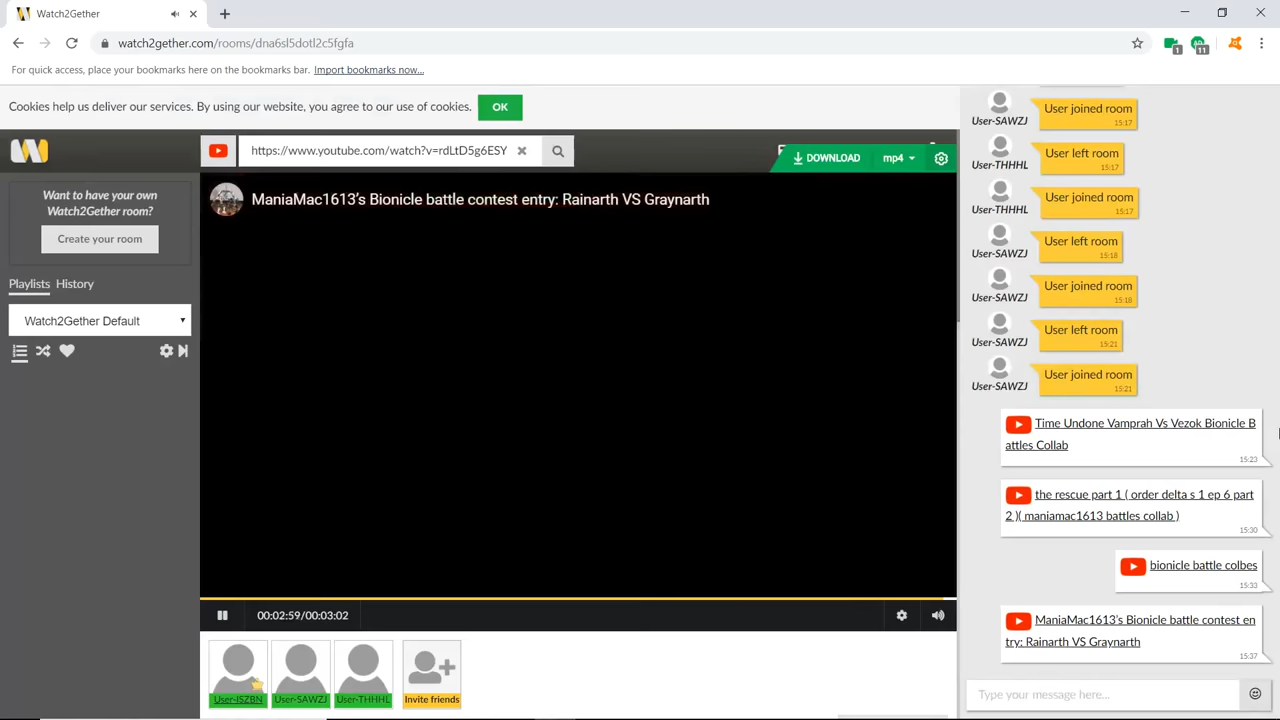 Watch2Gether
watch2gether.com/rooms/dna6sl5dotl2c5fgfa
1
11
For quick access, place your bookmarks here on the bookmarks bar. Import bookmarks now...
Cookies help us deliver our services. By using our website, you agree to our use of cookies. OK
https://www.youtube.com/watch?v=rdLtD5g6ESY
DOWNLOAD mp4
Want to have your own
Watch2Gether room?
Create your room
Playlists History
Watch2Gether Default
ManiaMac1613's Bionicle battle contest entry: Rainarth VS Graynarth
00:02:59/00:03:02
User-ISZBN
User-SAWZJ
User-THHHL
Invite friends
User-SAWZJ
User joined room
15:17
User-THHHL
User left room
15:17
User-THHHL
User joined room
15:17
User-SAWZJ
User left room
15:18
User-SAWZJ
User joined room
15:18
User-SAWZJ
User left room
15:21
User-SAWZJ
User joined room
15:21
Time Undone Vamprah Vs Vezok Bionicle B
attles Collab
15:23
the rescue part 1 ( order delta s 1 ep 6 part
2 )( maniamac1613 battles collab )
15:30
bionicle battle colbes
15:33
ManiaMac1613's Bionicle battle contest en
try: Rainarth VS Graynarth
15:37
Type your message here...